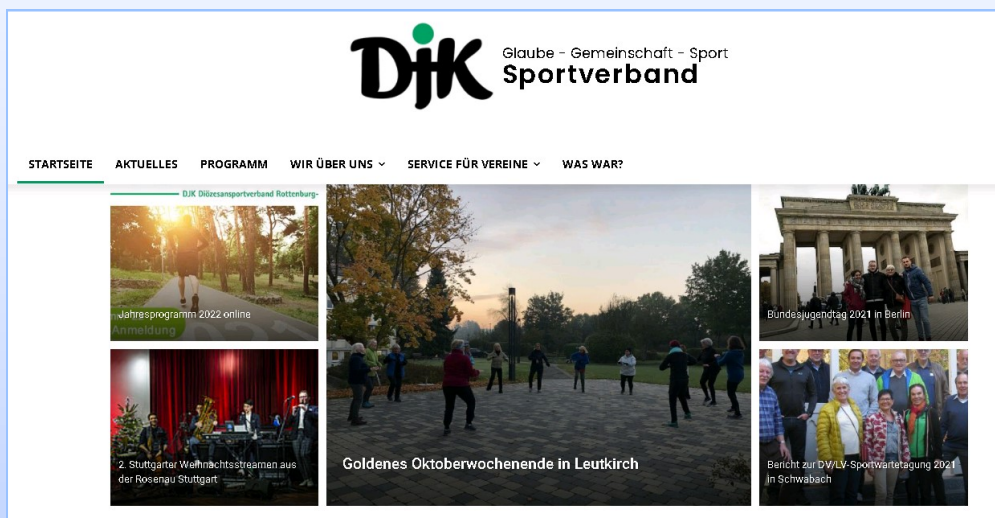 DJK
Glaube - Gemeinschaft - Sport
Sportverband
STARTSEITE AKTUELLES PROGRAMM WIR ÜBER UNS SERVICE FÜR VEREINE WAS WAR?
DJK Diözesansportverband Rottenburg-
Jahresprogramm 2022 online
Anmeldung
2. Stuttgarter Weihnachtsstreamen aus
der Rosenau Stuttgart
Goldenes Oktoberwochenende in Leutkirch
Bundesjugendtag 2021 in Berlin
Bericht zur DV/LV-Sportwartetagung 2021
in Schwabach